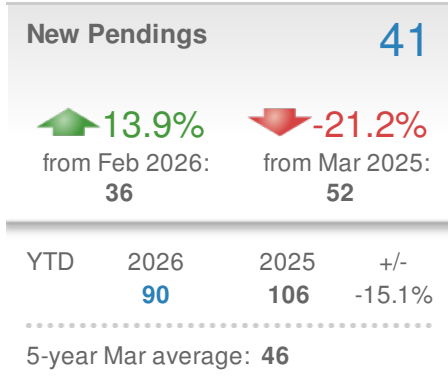 New Pendings 41
13.9% -21.2%
from Feb 2026: from Mar 2025:
36 52
YTD 2026 2025 +/-
90 106 -15.1%
5-year Mar average: 46